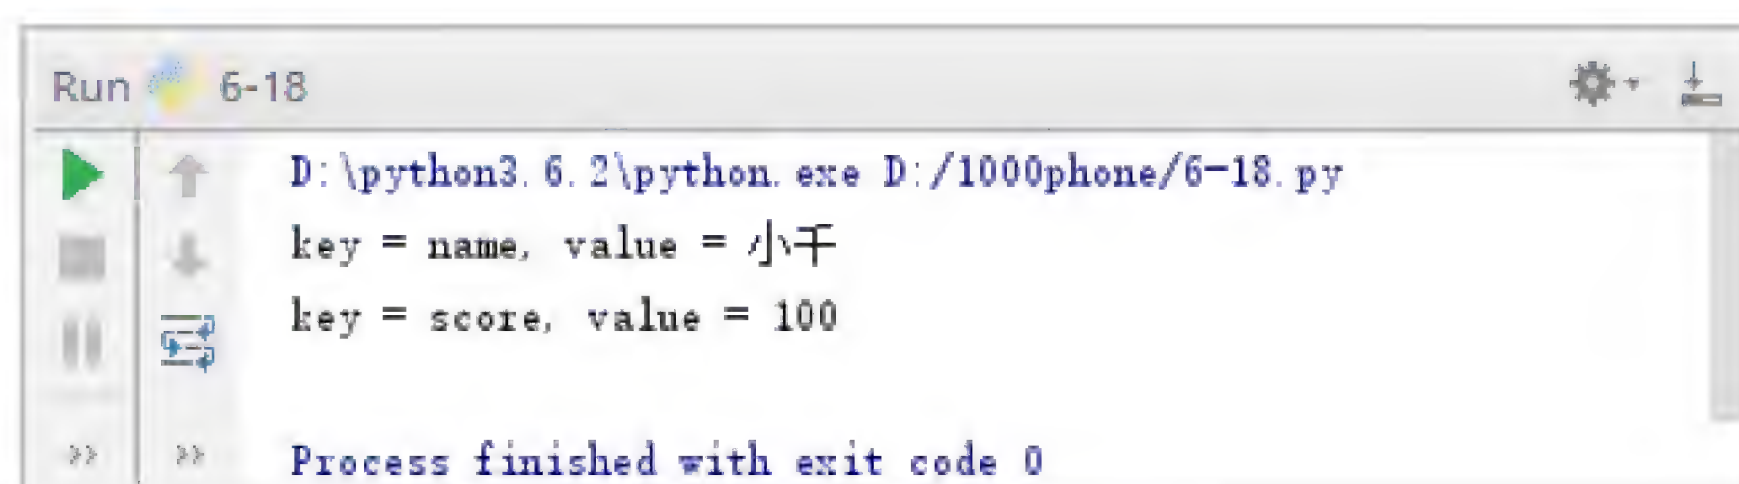 Run 6-18
D:\python3.6.2\python.exe D:/1000phone/6-18.py
key = name, value = 小千
key = score, value = 100
Process finished with exit code 0